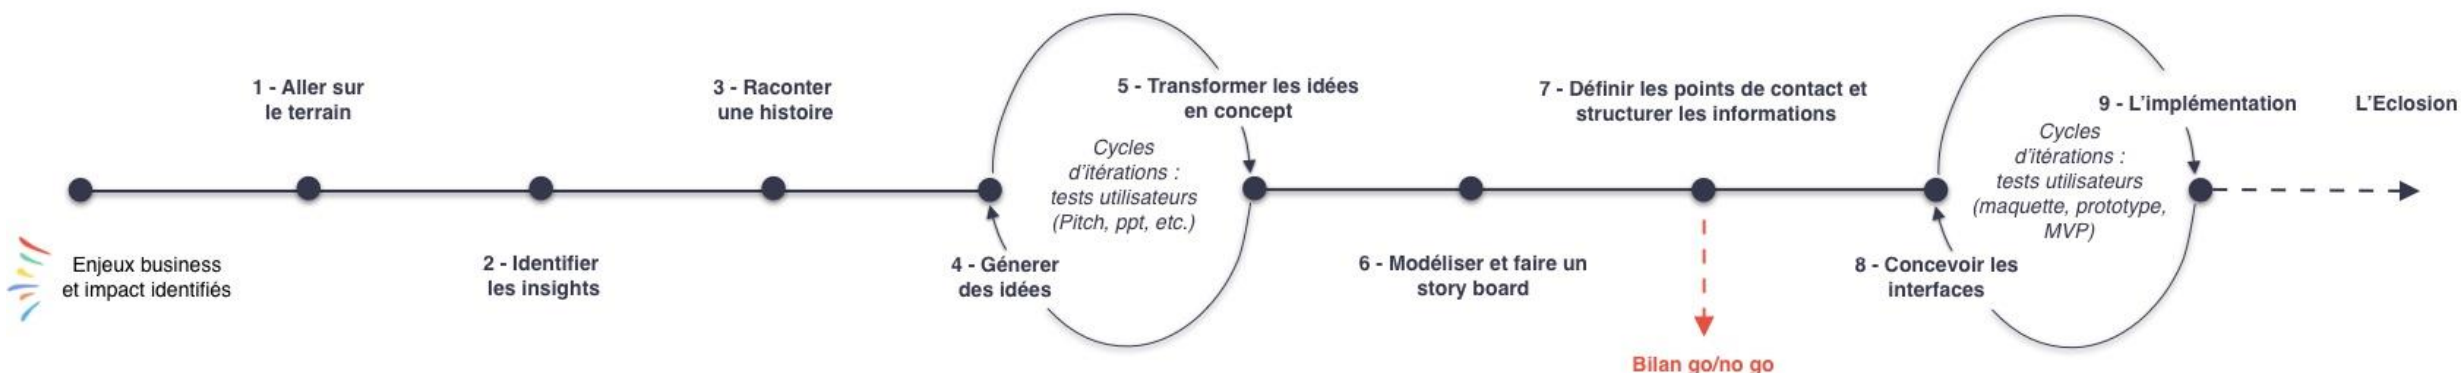 Enjeux business
et impact identifiés
1 - Aller sur
le terrain
2 - Identifier
les insights
3 - Raconter
une histoire
4 - Génerer
des idées
Cycles
d'itérations :
tests utilisateurs
(Pitch, ppt, etc.)
5 - Transformer les idées
en concept
6 - Modéliser et faire un
story board
7 - Définir les points de contact et
structurer les informations
Bilan go/no go
8 - Concevoir les
interfaces
Cycles
d'itérations :
tests utilisateurs
(maquette, prototype,
MVP)
9 - L'implémentation
L'Eclosion